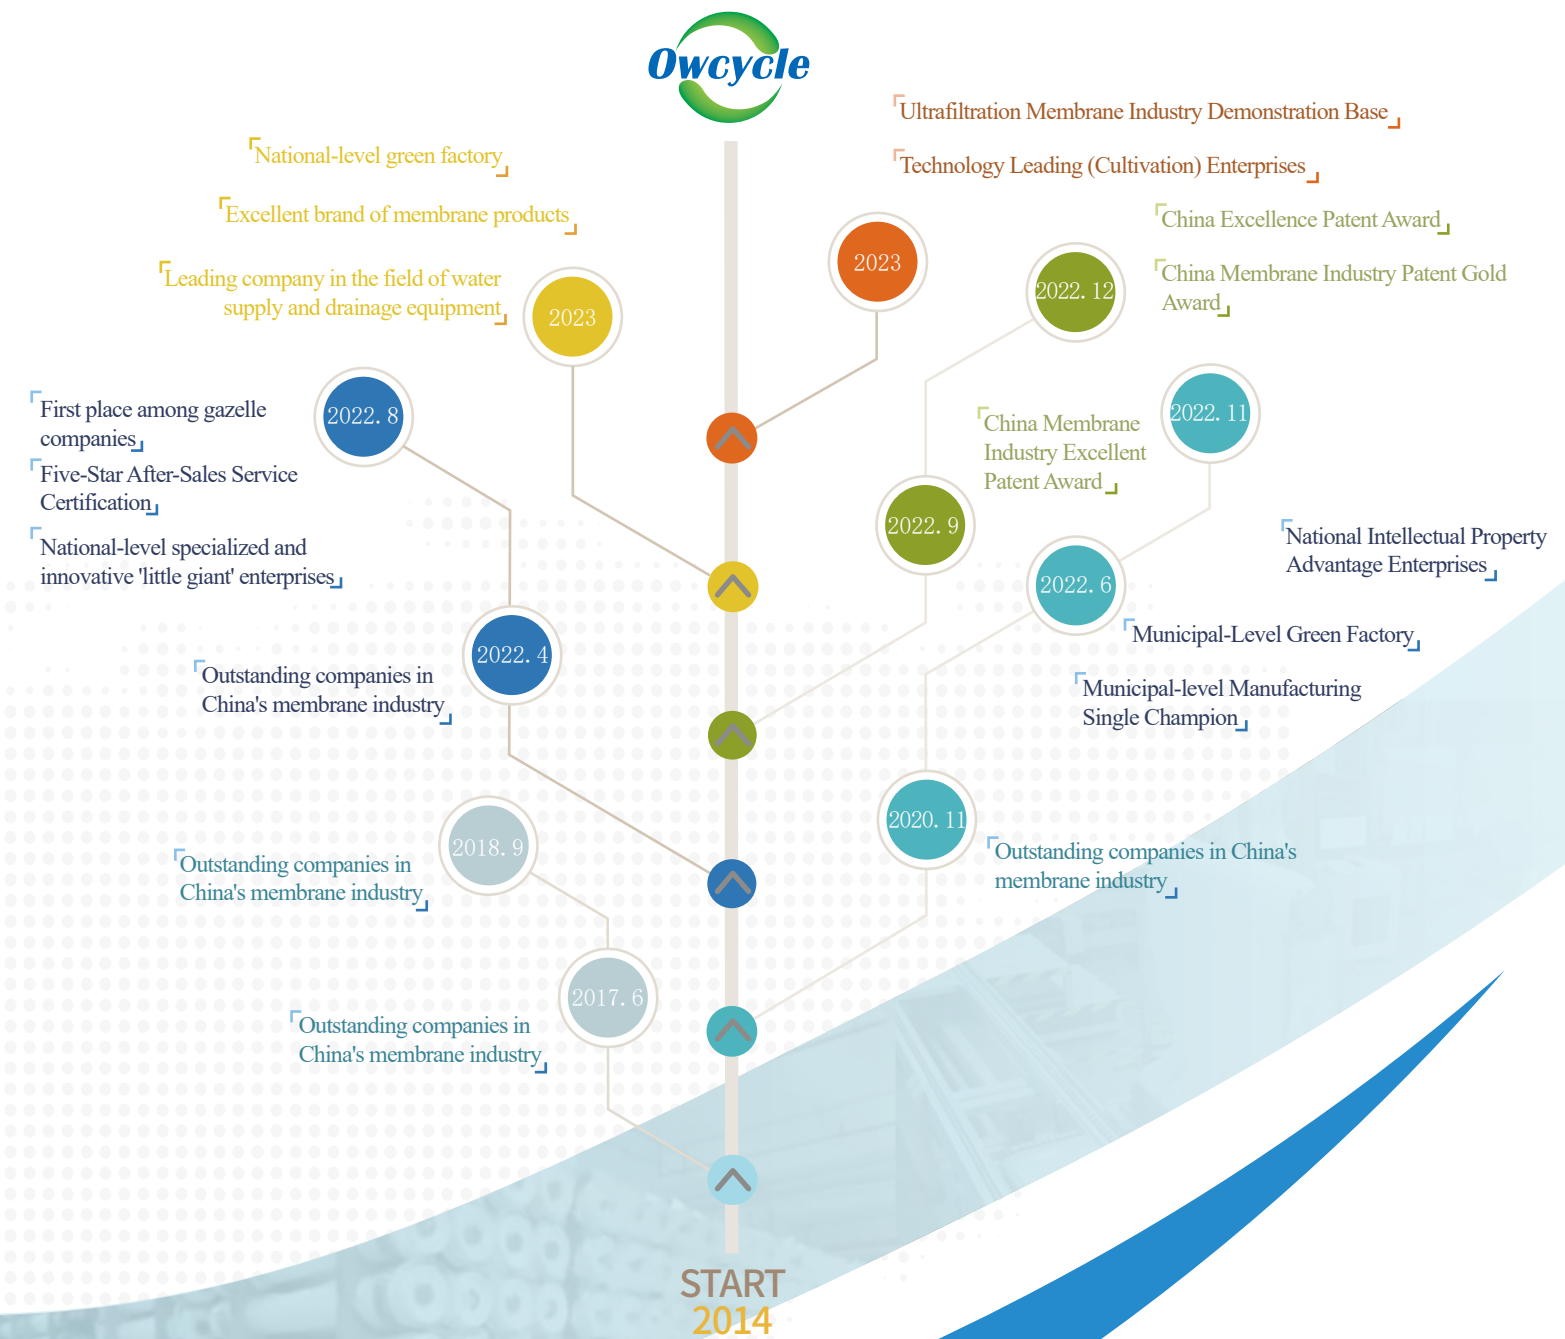 Owcycle
Ultrafiltration Membrane Industry Demonstration Base
Technology Leading (Cultivation) Enterprises
2023
National-level green factory
Excellent brand of membrane products
Leading company in the field of water
supply and drainage equipment
2023
China Excellence Patent Award
China Membrane Industry Patent Gold
Award
2022. 12
First place among gazelle
companies
Five-Star After-Sales Service
Certification
National-level specialized and
innovative 'little giant' enterprises
2022. 8
China Membrane
Industry Excellent
Patent Award
2022. 9
2022. 11
National Intellectual Property
Advantage Enterprises
2022. 6
Municipal-Level Green Factory
Municipal-level Manufacturing
Single Champion
2022. 4
Outstanding companies in
China's membrane industry
2020. 11
Outstanding companies in China's
membrane industry
2018. 9
Outstanding companies in
China's membrane industry
2017. 6
Outstanding companies in
China's membrane industry
START
2014